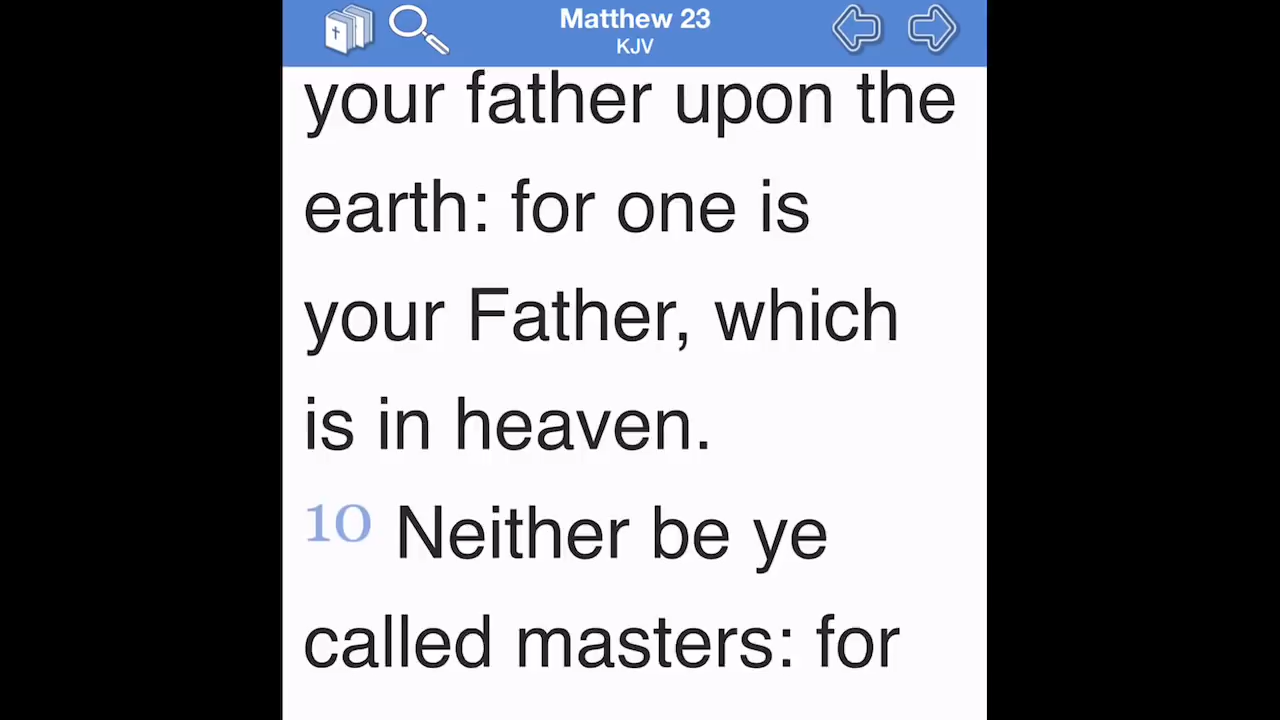 Matthew 23
KJV
your father upon the
earth: for one is
your Father, which
is in heaven.
10 Neither be ye
called masters: for